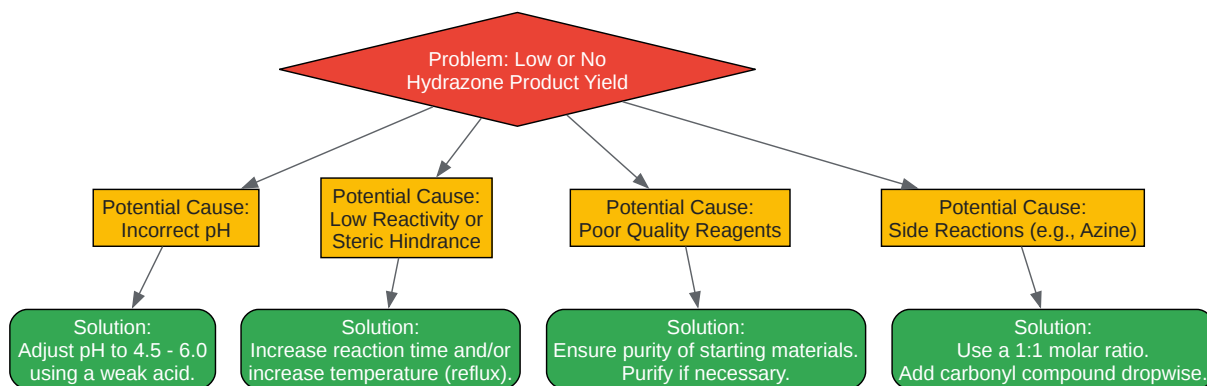 Problem: Low or No
Hydrazone Product Yield
Potential Cause:
Incorrect pH
Potential Cause:
Low Reactivity or
Steric Hindrance
Potential Cause:
Poor Quality Reagents
Potential Cause:
Side Reactions (e.g., Azine)
Solution:
Adjust pH to 4.5 - 6.0
using a weak acid.
Solution:
Increase reaction time and/or
increase temperature (reflux).
Solution:
Ensure purity of starting materials.
Purify if necessary.
Solution:
Use a 1:1 molar ratio.
Add carbonyl compound dropwise.